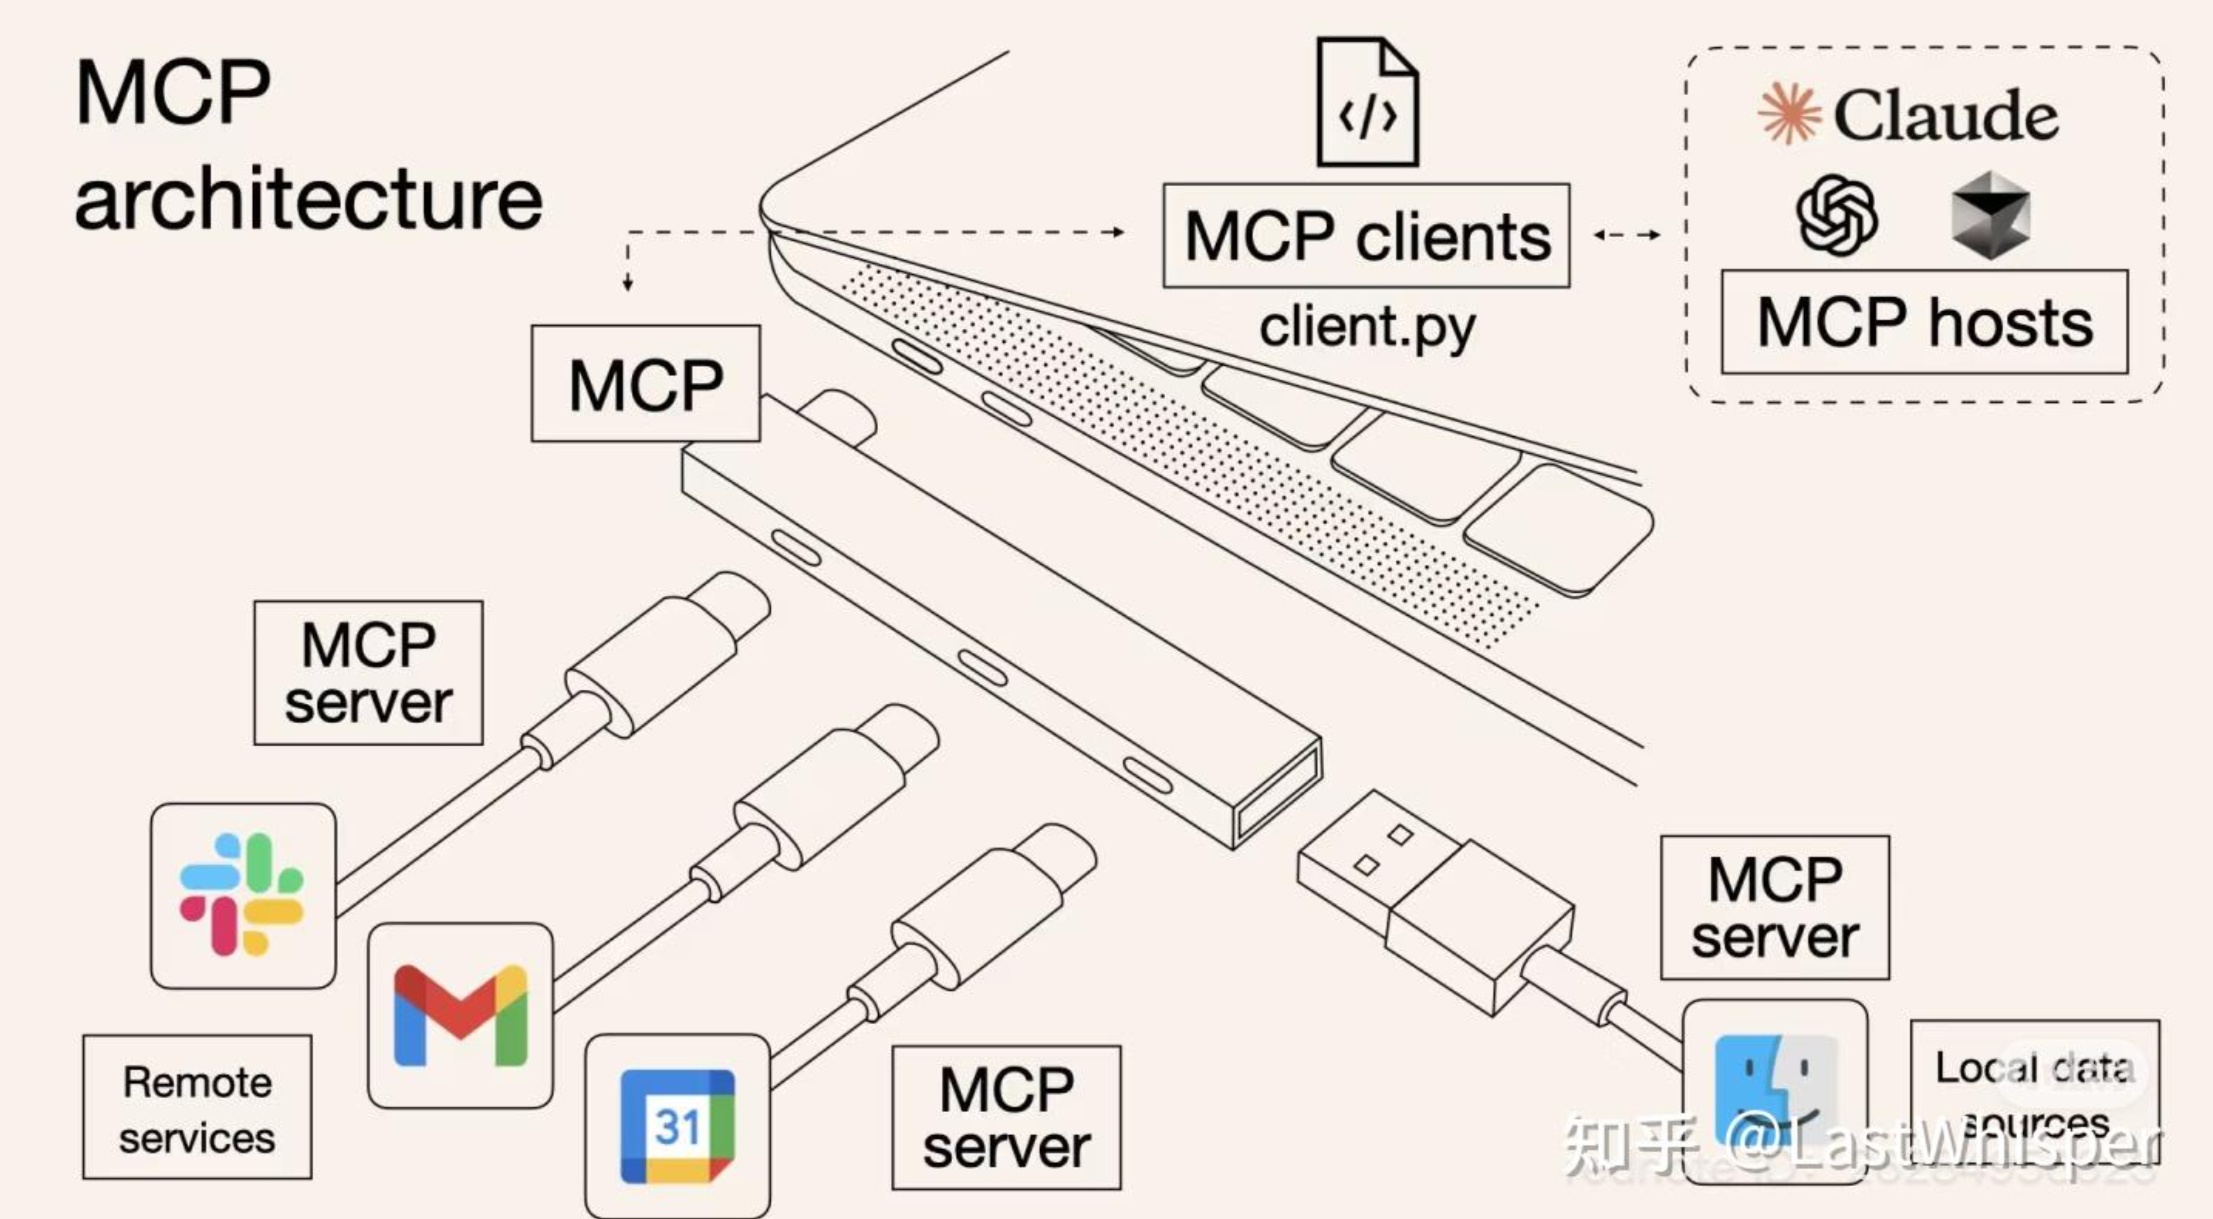 MCP
architecture
</>
MCP clients
client.py
Claude
MCP hosts
MCP
MCP
server
MCP
server
Remote
services
31
MCP
server
Local data
sources
知乎 @LastWhisper